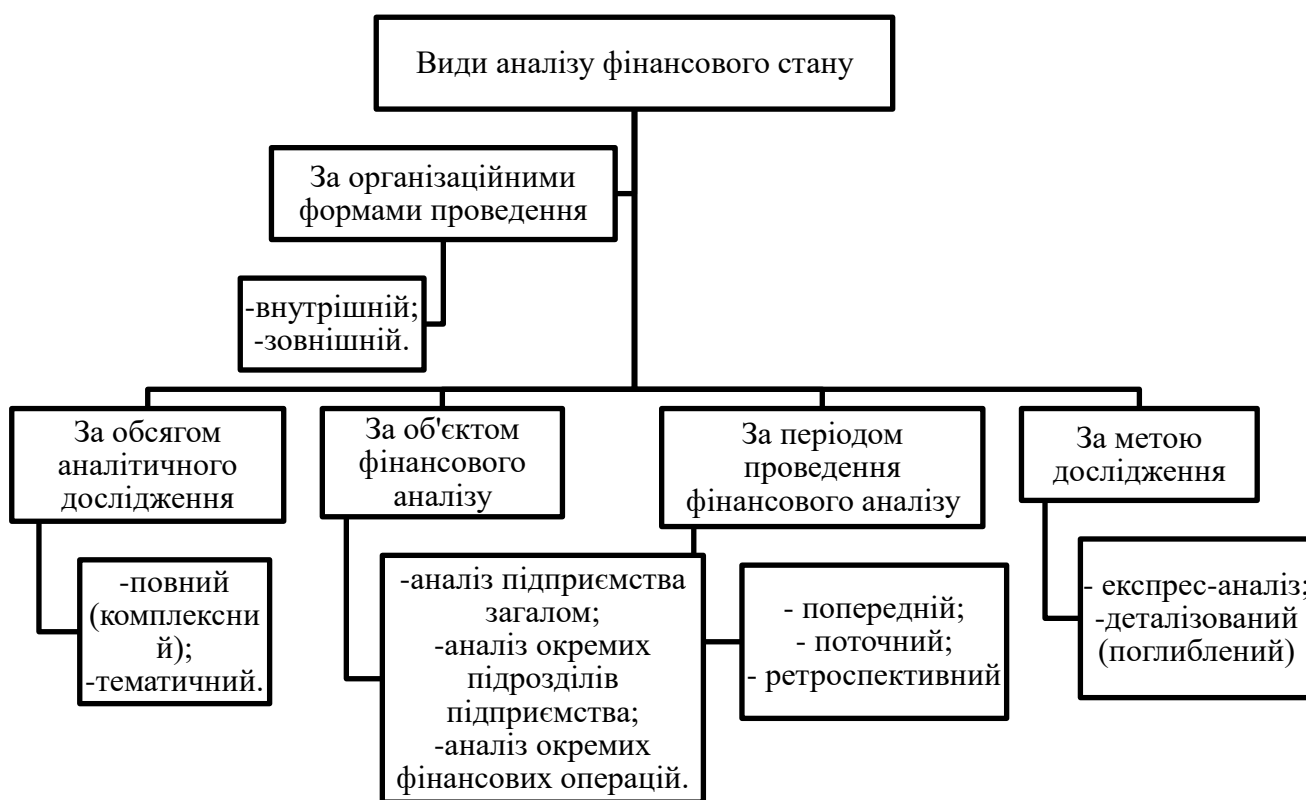 Види аналізу фінансового стану
За організаційними
формами проведення
-внутрішній;
-зовнішній.
За обсягом
аналітичного
дослідження
-повний
(комплексни
й);
-тематичний.
За об'єктом
фінансового
аналізу
-аналіз підприємства
загалом;
-аналіз окремих
підрозділів
підприємства;
-аналіз окремих
фінансових операцій.
За періодом
проведення
фінансового аналізу
- попередній;
- поточний;
- ретроспективний
За метою
дослідження
- експрес-аналіз;
-деталізований
(поглиблений)